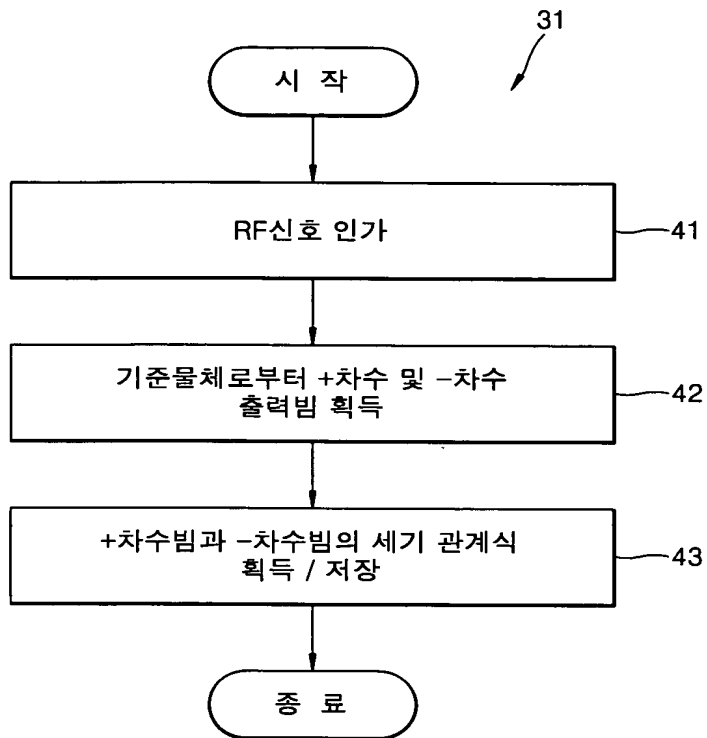 31
시 작
RF신호 인가
41
기준물체로부터 +차수 및 −차수
출력빔 획득
42
+차수빔과 −차수빔의 세기 관계식
획득 / 저장
43
종 료